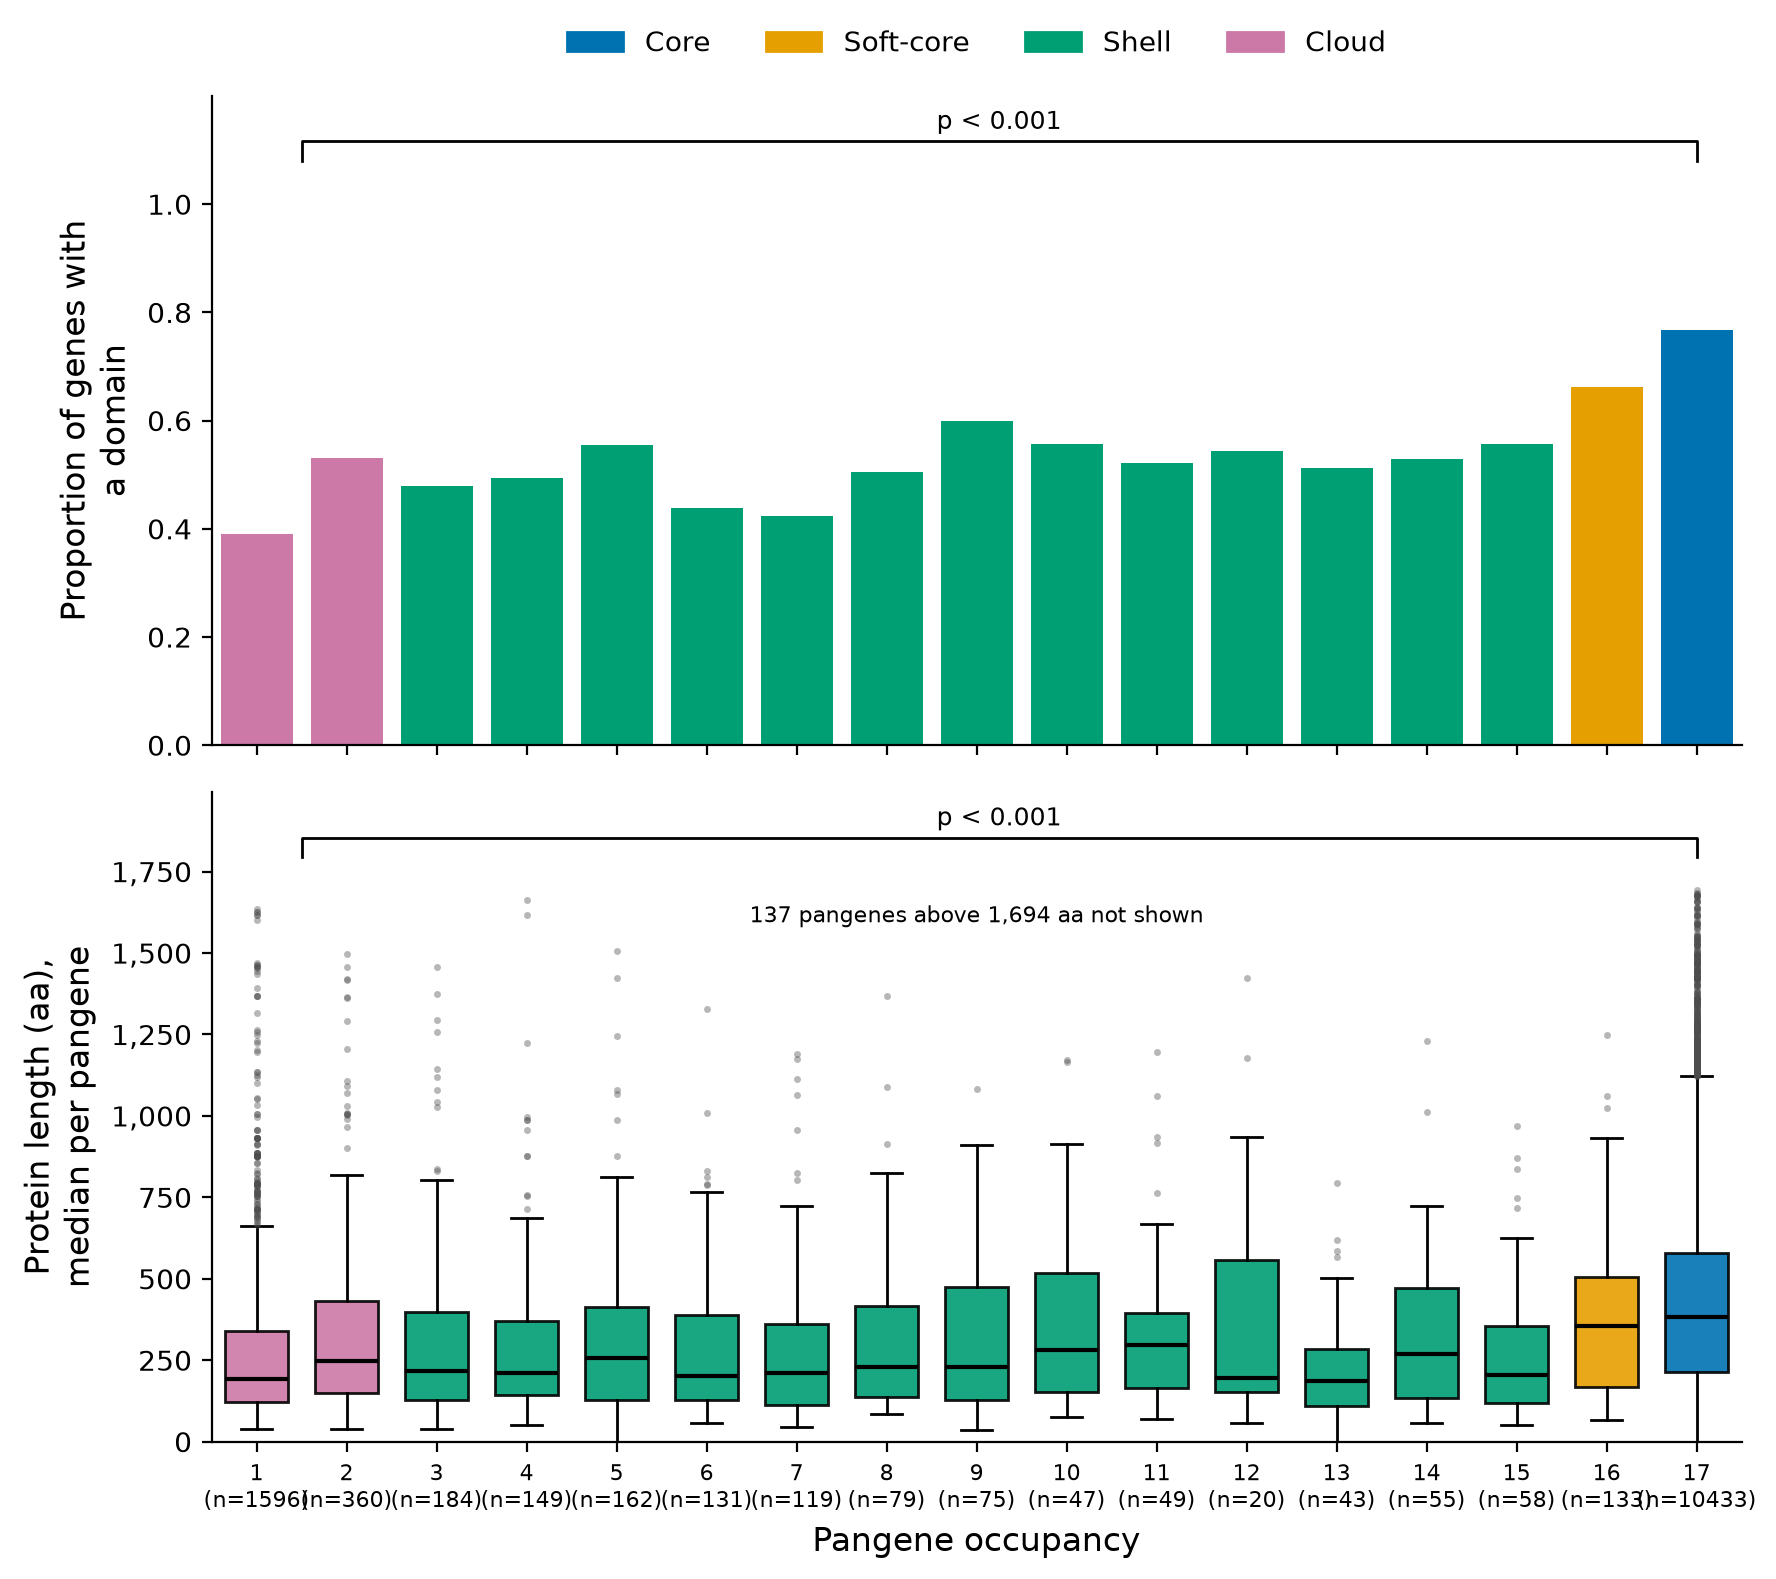 Core Soft-core Shell Cloud
p < 0.001
1.0
0.8
0.6
0.4
0.2
0.0
Proportion of genes with
a domain
p < 0.001
137 pangenes above 1,694 aa not shown
1,750
1,500
1,250
1,000
750
500
250
0
Protein length (aa),
median per pangene
1 2 3 4 5 6 7 8 9 10 11 12 13 14 15 16 17
(n=1596) (n=360) (n=184) (n=149) (n=162) (n=131) (n=119) (n=79) (n=75) (n=47) (n=49) (n=20) (n=43) (n=55) (n=58) (n=133) (n=10433)
Pangene occupancy